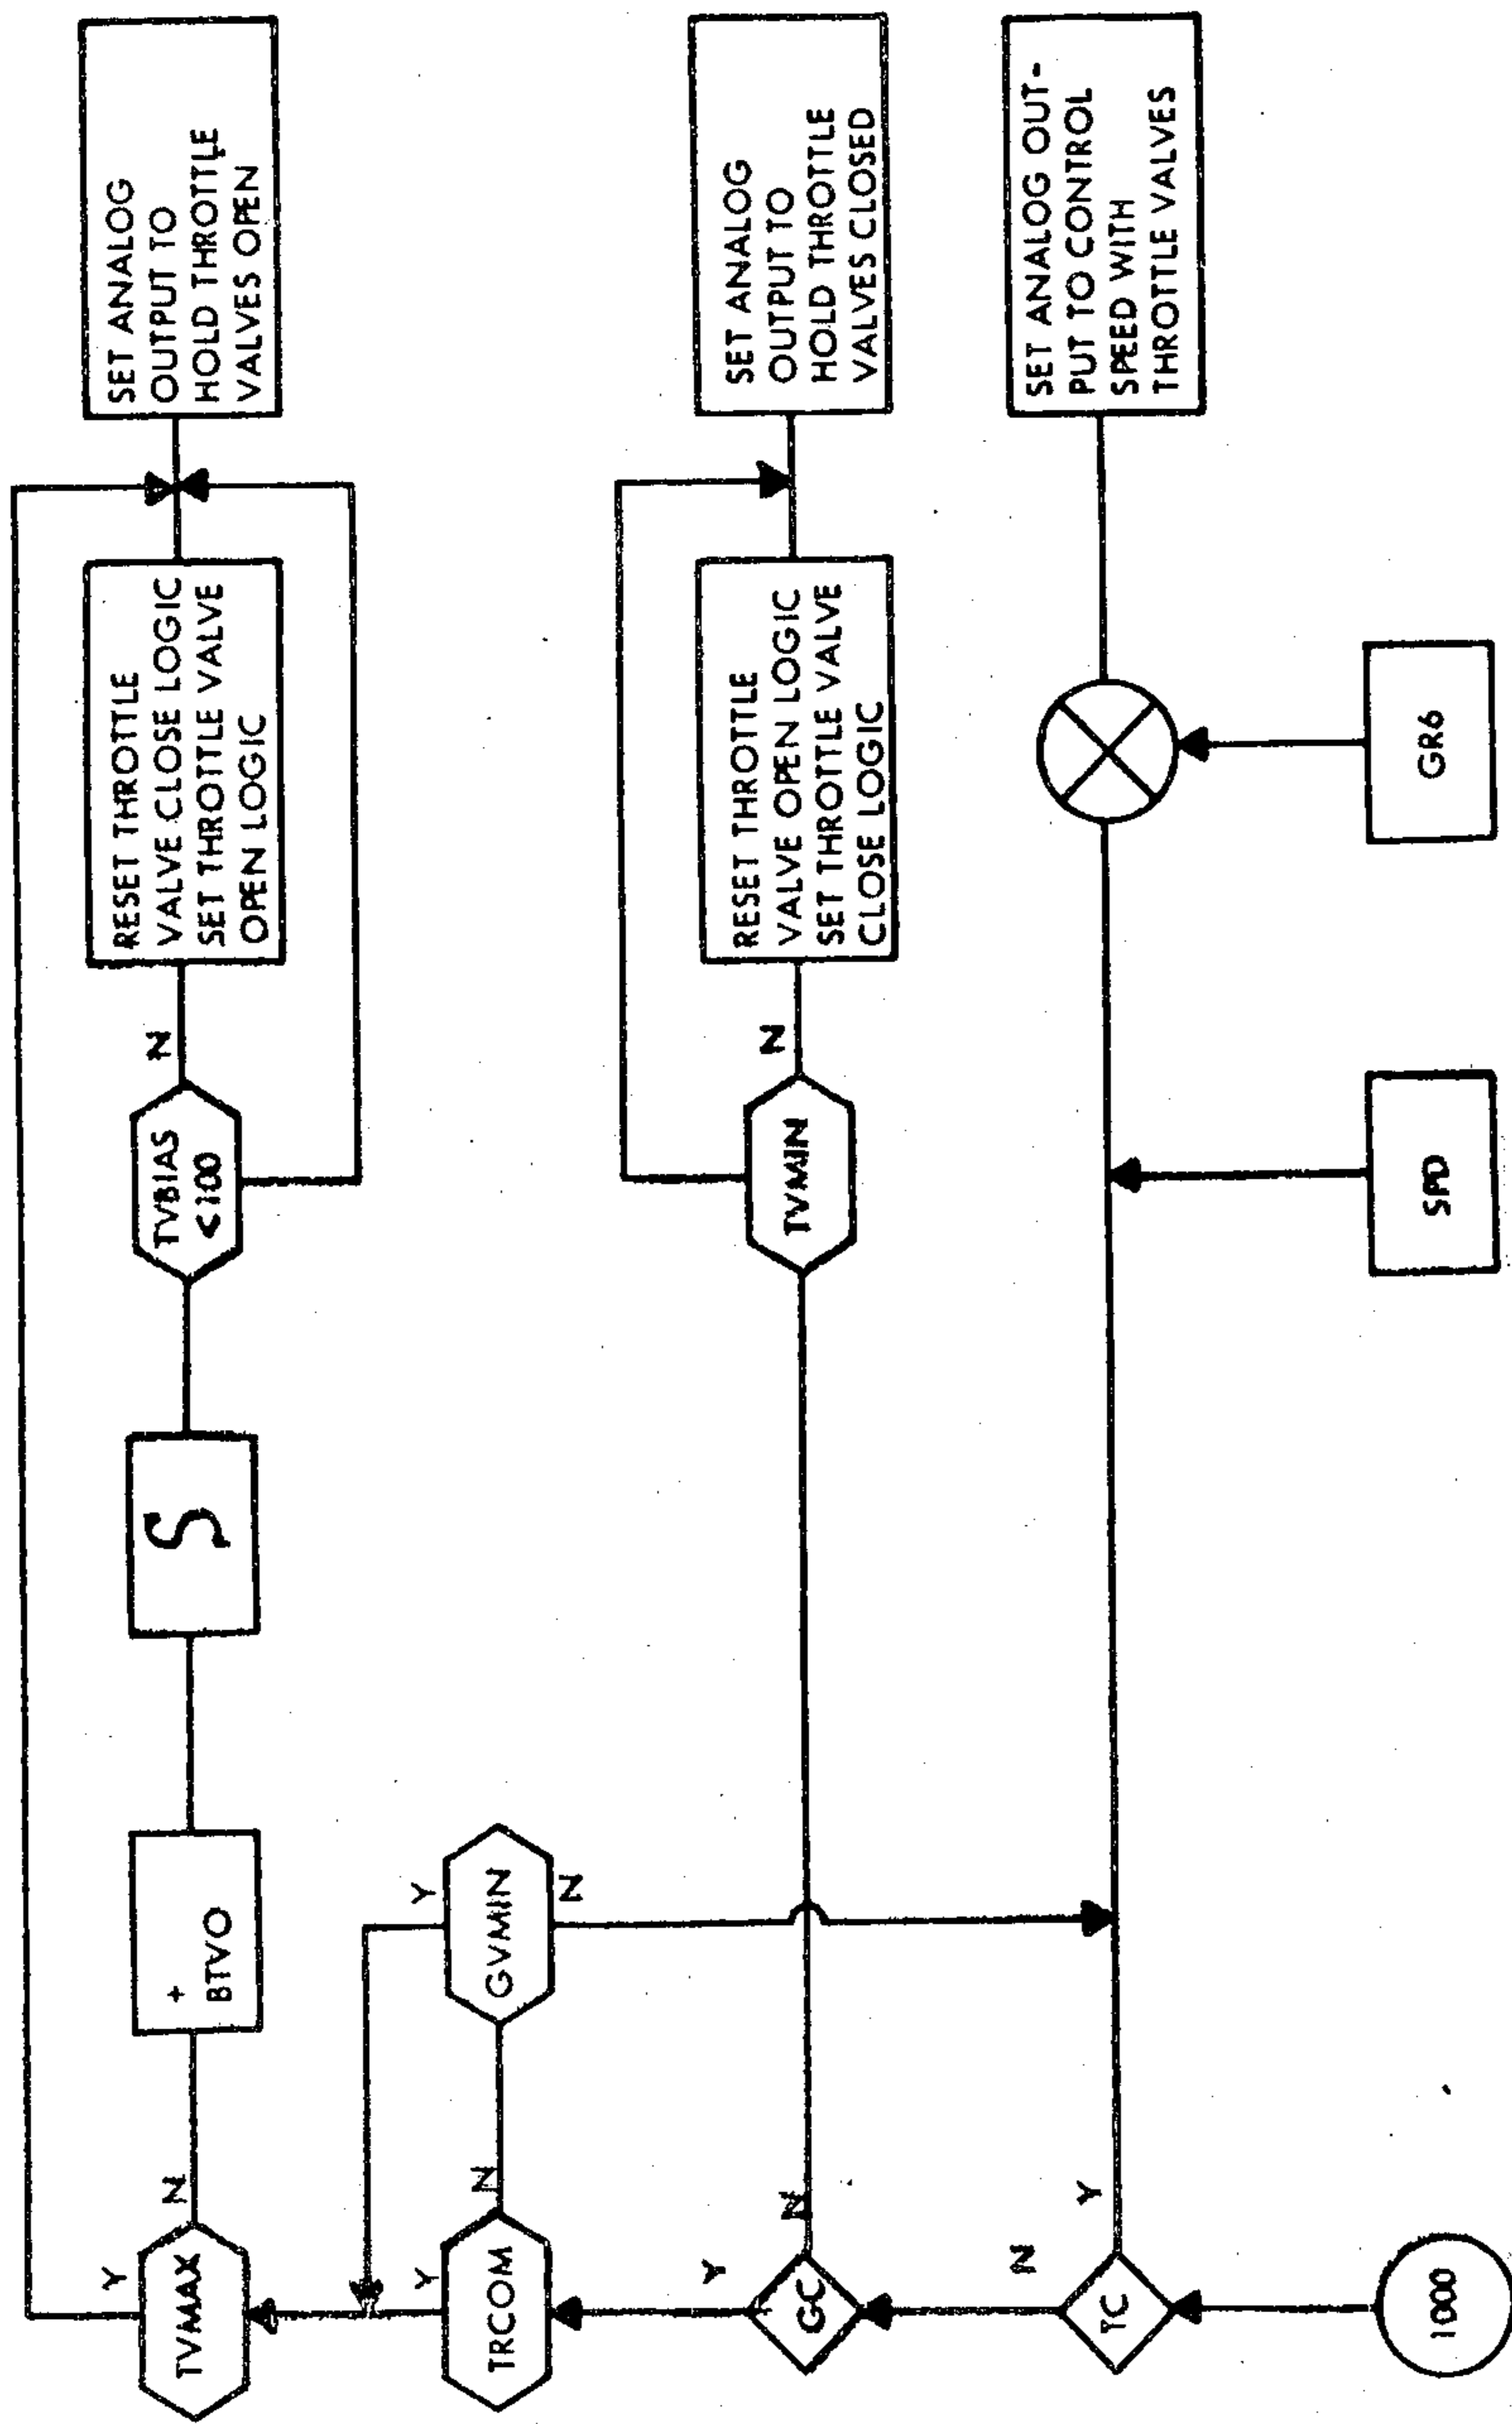 TVMAX
Y
N
+
BTVO
S
TVBIAS
<100
N
RESET THROTTLE
VALVE CLOSE LOGIC
SET THROTTLE VALVE
OPEN LOGIC
SET ANALOG
OUTPUT TO
HOLD THROTTLE
VALVES OPEN
TRCOM
Y
N
GVMIN
Y
N
GC
Y
N
TVMIN
N
RESET THROTTLE
VALVE OPEN LOGIC
SET THROTTLE VALVE
CLOSE LOGIC
SET ANALOG
OUTPUT TO
HOLD THROTTLE
VALVES CLOSED
TC
N
Y
SET ANALOG OUT-
PUT TO CONTROL
SPEED WITH
THROTTLE VALVES
1000
SPD
GR6